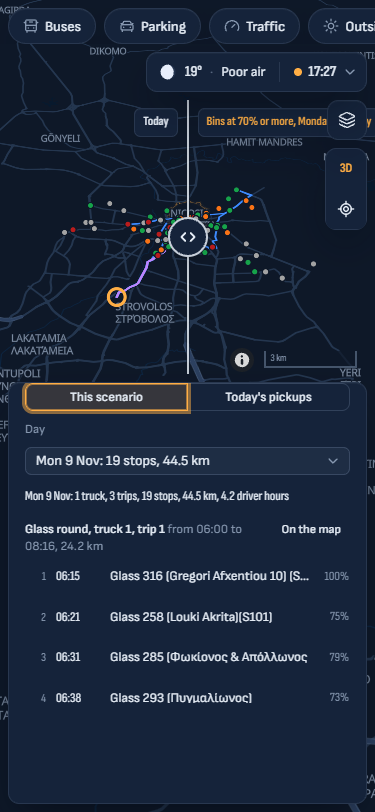 Buses
Parking
Traffic
DIKOMO
19° · Poor air
17:27
Today
Bins at 70% or more, Monda
GÖNYELI
HAMIT MANDRES
3D
STROVOLOS
ΣΤΡΌΒΟΛΟΣ
LAKATAMIA
ΛΑΚΑΤΆΜΕΙΑ
3 km
YERI
This scenario
Today's pickups
Day
Mon 9 Nov: 19 stops, 44.5 km
Mon 9 Nov: 1 truck, 3 trips, 19 stops, 44.5 km, 4.2 driver hours
Glass round, truck 1, trip 1 from 06:00 to
08:16, 24.2 km
On the map
1 06:15 Glass 316 (Gregori Afxentiou 10) (S... 100%
2 06:21 Glass 258 (Louki Akrita)(S101) 75%
3 06:31 Glass 285 (Φωκίονος & Απόλλωνος 79%
4 06:38 Glass 293 (Πυγμαλίωνος) 73%